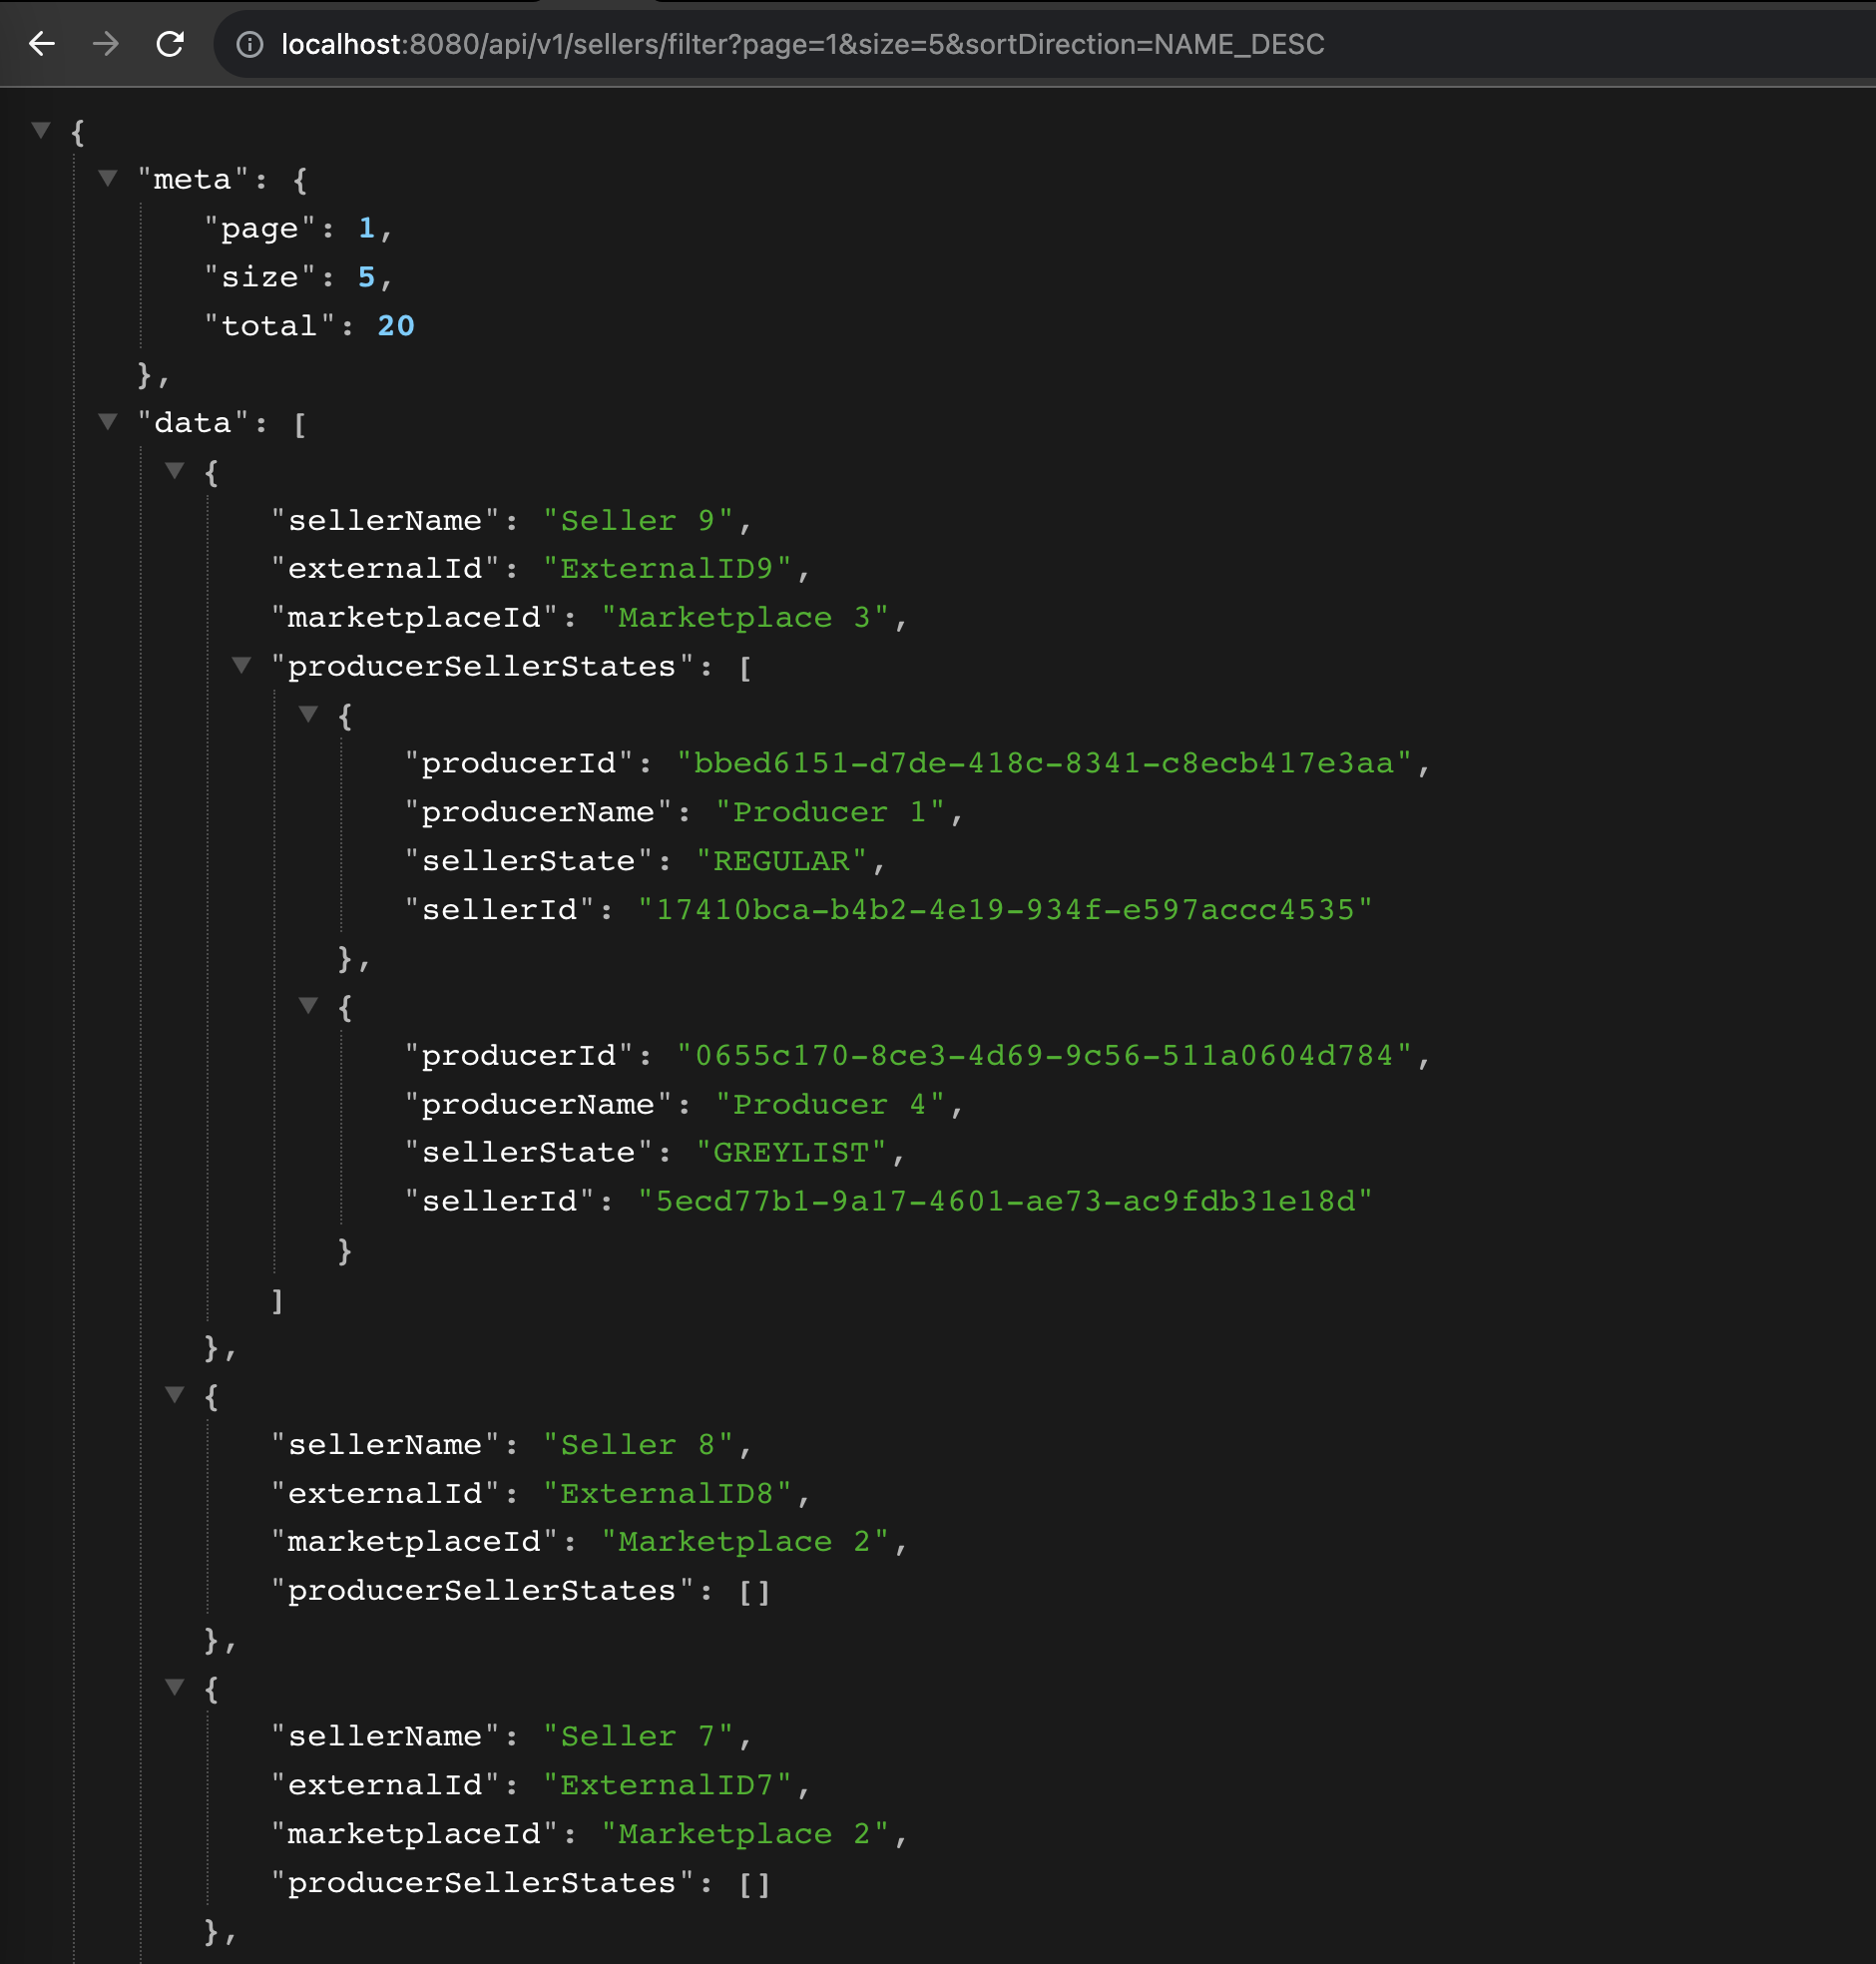 localhost:8080/api/v1/sellers/filter?page=1&size=5&sortDirection=NAME_DESC
{
"meta": {
"page": 1,
"size": 5,
"total": 20
},
"data": [
{
"sellerName": "Seller 9",
"externalId": "ExternalID9",
"marketplaceId": "Marketplace 3",
"producerSellerStates": [
{
"producerId": "bbed6151-d7de-418c-8341-c8ecb417e3aa",
"producerName": "Producer 1",
"sellerState": "REGULAR",
"sellerId": "17410bca-b4b2-4e19-934f-e597accc4535"
},
{
"producerId": "0655c170-8ce3-4d69-9c56-511a0604d784",
"producerName": "Producer 4",
"sellerState": "GREYLIST",
"sellerId": "5ecd77b1-9a17-4601-ae73-ac9fdb31e18d"
}
]
},
{
"sellerName": "Seller 8",
"externalId": "ExternalID8",
"marketplaceId": "Marketplace 2",
"producerSellerStates": []
},
{
"sellerName": "Seller 7",
"externalId": "ExternalID7",
"marketplaceId": "Marketplace 2",
"producerSellerStates": []
},